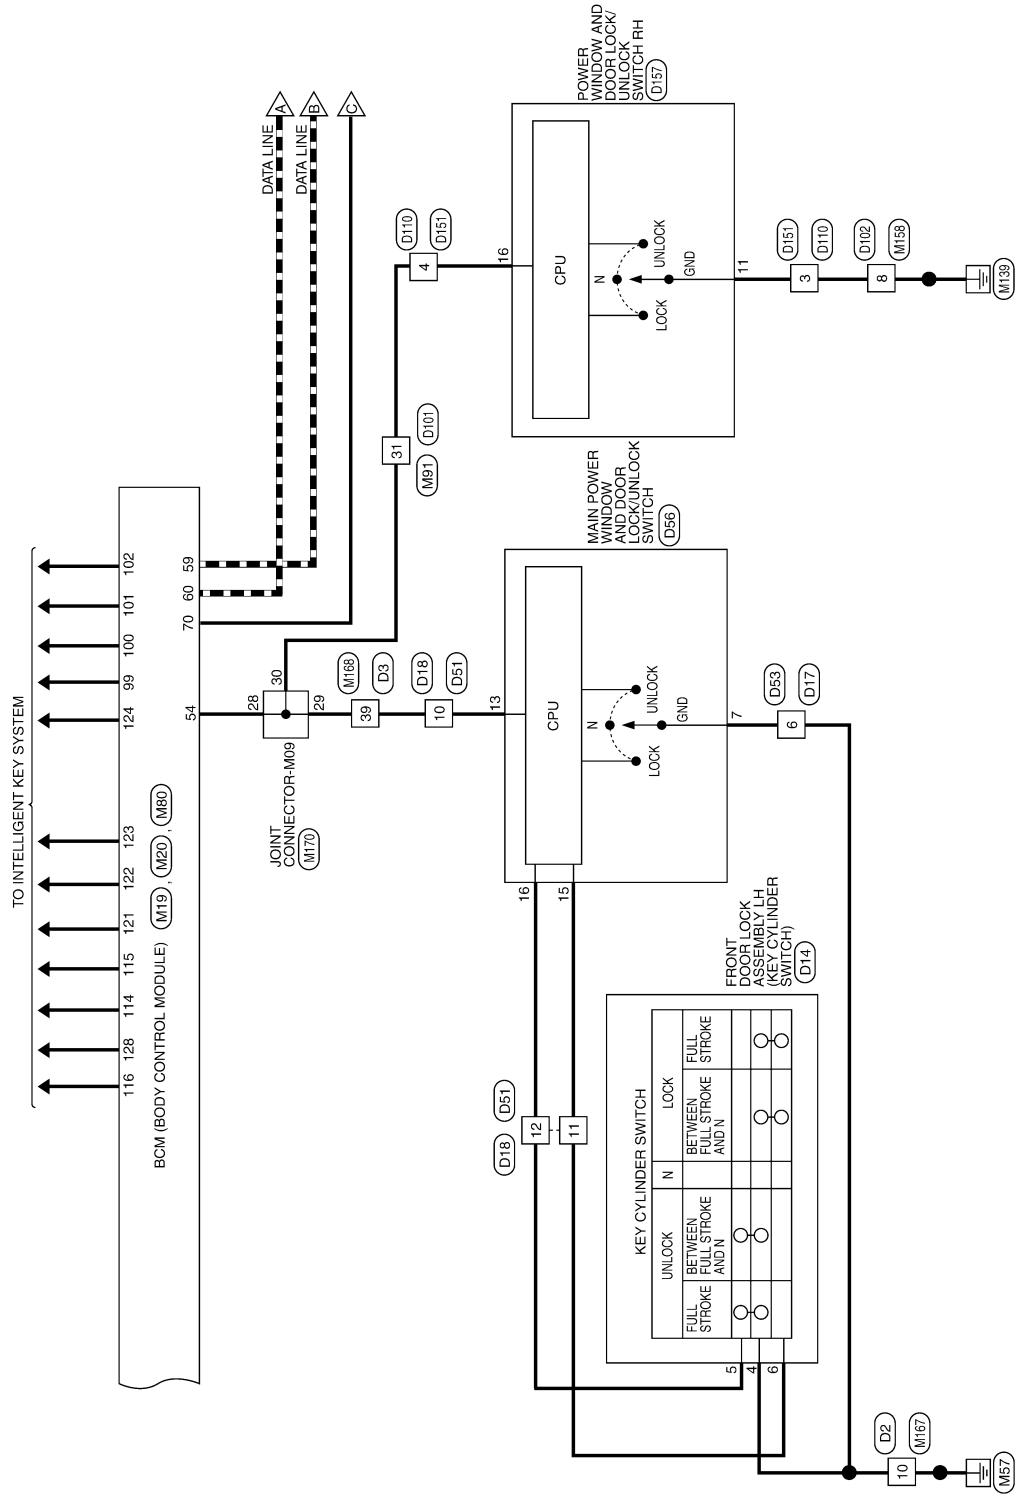 TO INTELLIGENT KEY SYSTEM
116
128
114
115
121
122
123
124
99
100
101
102
BCM (BODY CONTROL MODULE)
M19 , M20 , M80
54
70
60
59
DATA LINE
A
DATA LINE
B
C
28
30
29
JOINT
CONNECTOR-M09
M170
M168
39
D3
D18
10
D51
13
M91
31
D101
D110
4
D151
16
CPU
N
LOCK
UNLOCK
GND
7
MAIN POWER
WINDOW
AND DOOR
LOCK/UNLOCK
SWITCH
D56
16
15
CPU
N
LOCK
UNLOCK
GND
11
POWER
WINDOW AND
DOOR LOCK/
UNLOCK
SWITCH RH
D157
D151
3
D110
D102
8
M158
M139
D53
6
D17
D18
D51
12
11
FRONT
DOOR LOCK
ASSEMBLY LH
(KEY CYLINDER
SWITCH)
D14
KEY CYLINDER SWITCH
UNLOCK
N
LOCK
FULL
STROKE
BETWEEN
FULL STROKE
AND N
BETWEEN
FULL STROKE
AND N
FULL
STROKE
5
4
6
D2
10
M167
M57